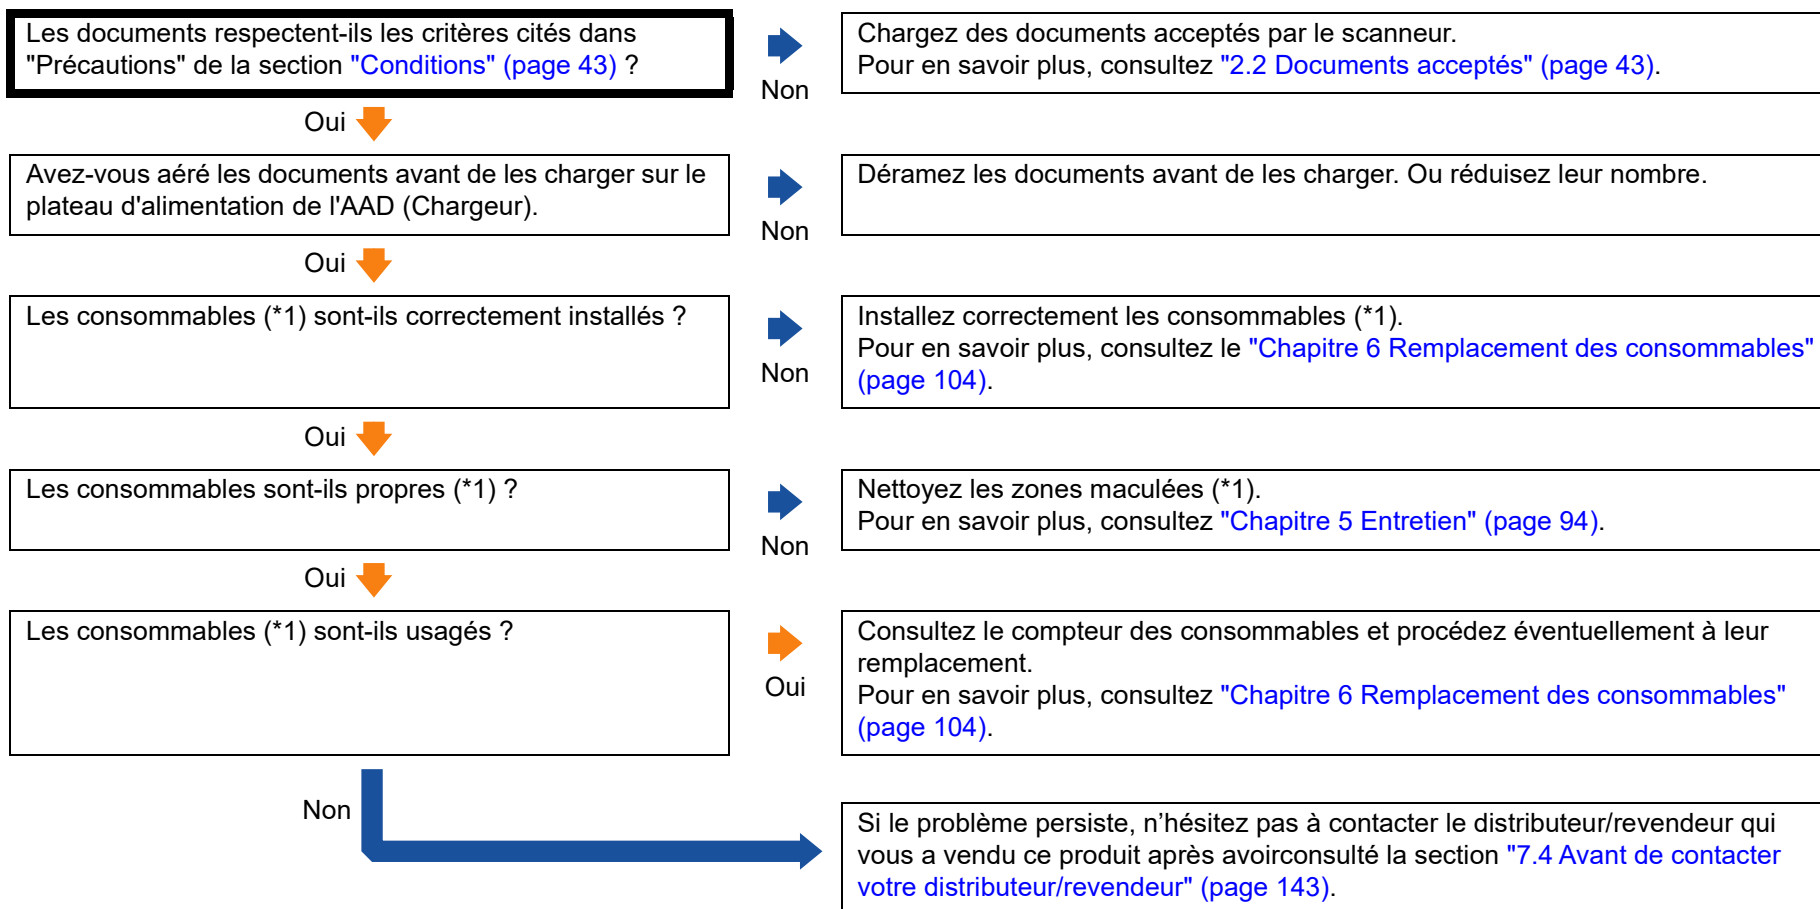 Les documents respectent-ils les critères cités dans
"Précautions" de la section "Conditions" (page 43) ?
Non
Chargez des documents acceptés par le scanneur.
Pour en savoir plus, consultez "2.2 Documents acceptés" (page 43).
Oui
Avez-vous aéré les documents avant de les charger sur le
plateau d'alimentation de l'AAD (Chargeur).
Non
Déramez les documents avant de les charger. Ou réduisez leur nombre.
Oui
Les consommables (*1) sont-ils correctement installés ?
Non
Installez correctement les consommables (*1).
Pour en savoir plus, consultez le "Chapitre 6 Remplacement des consommables"
(page 104).
Oui
Les consommables sont-ils propres (*1) ?
Non
Nettoyez les zones maculées (*1).
Pour en savoir plus, consultez "Chapitre 5 Entretien" (page 94).
Oui
Les consommables (*1) sont-ils usagés ?
Oui
Consultez le compteur des consommables et procédez éventuellement à leur
remplacement.
Pour en savoir plus, consultez "Chapitre 6 Remplacement des consommables"
(page 104).
Non
Si le problème persiste, n’hésitez pas à contacter le distributeur/revendeur qui
vous a vendu ce produit après avoirconsulté la section "7.4 Avant de contacter
votre distributeur/revendeur" (page 143).